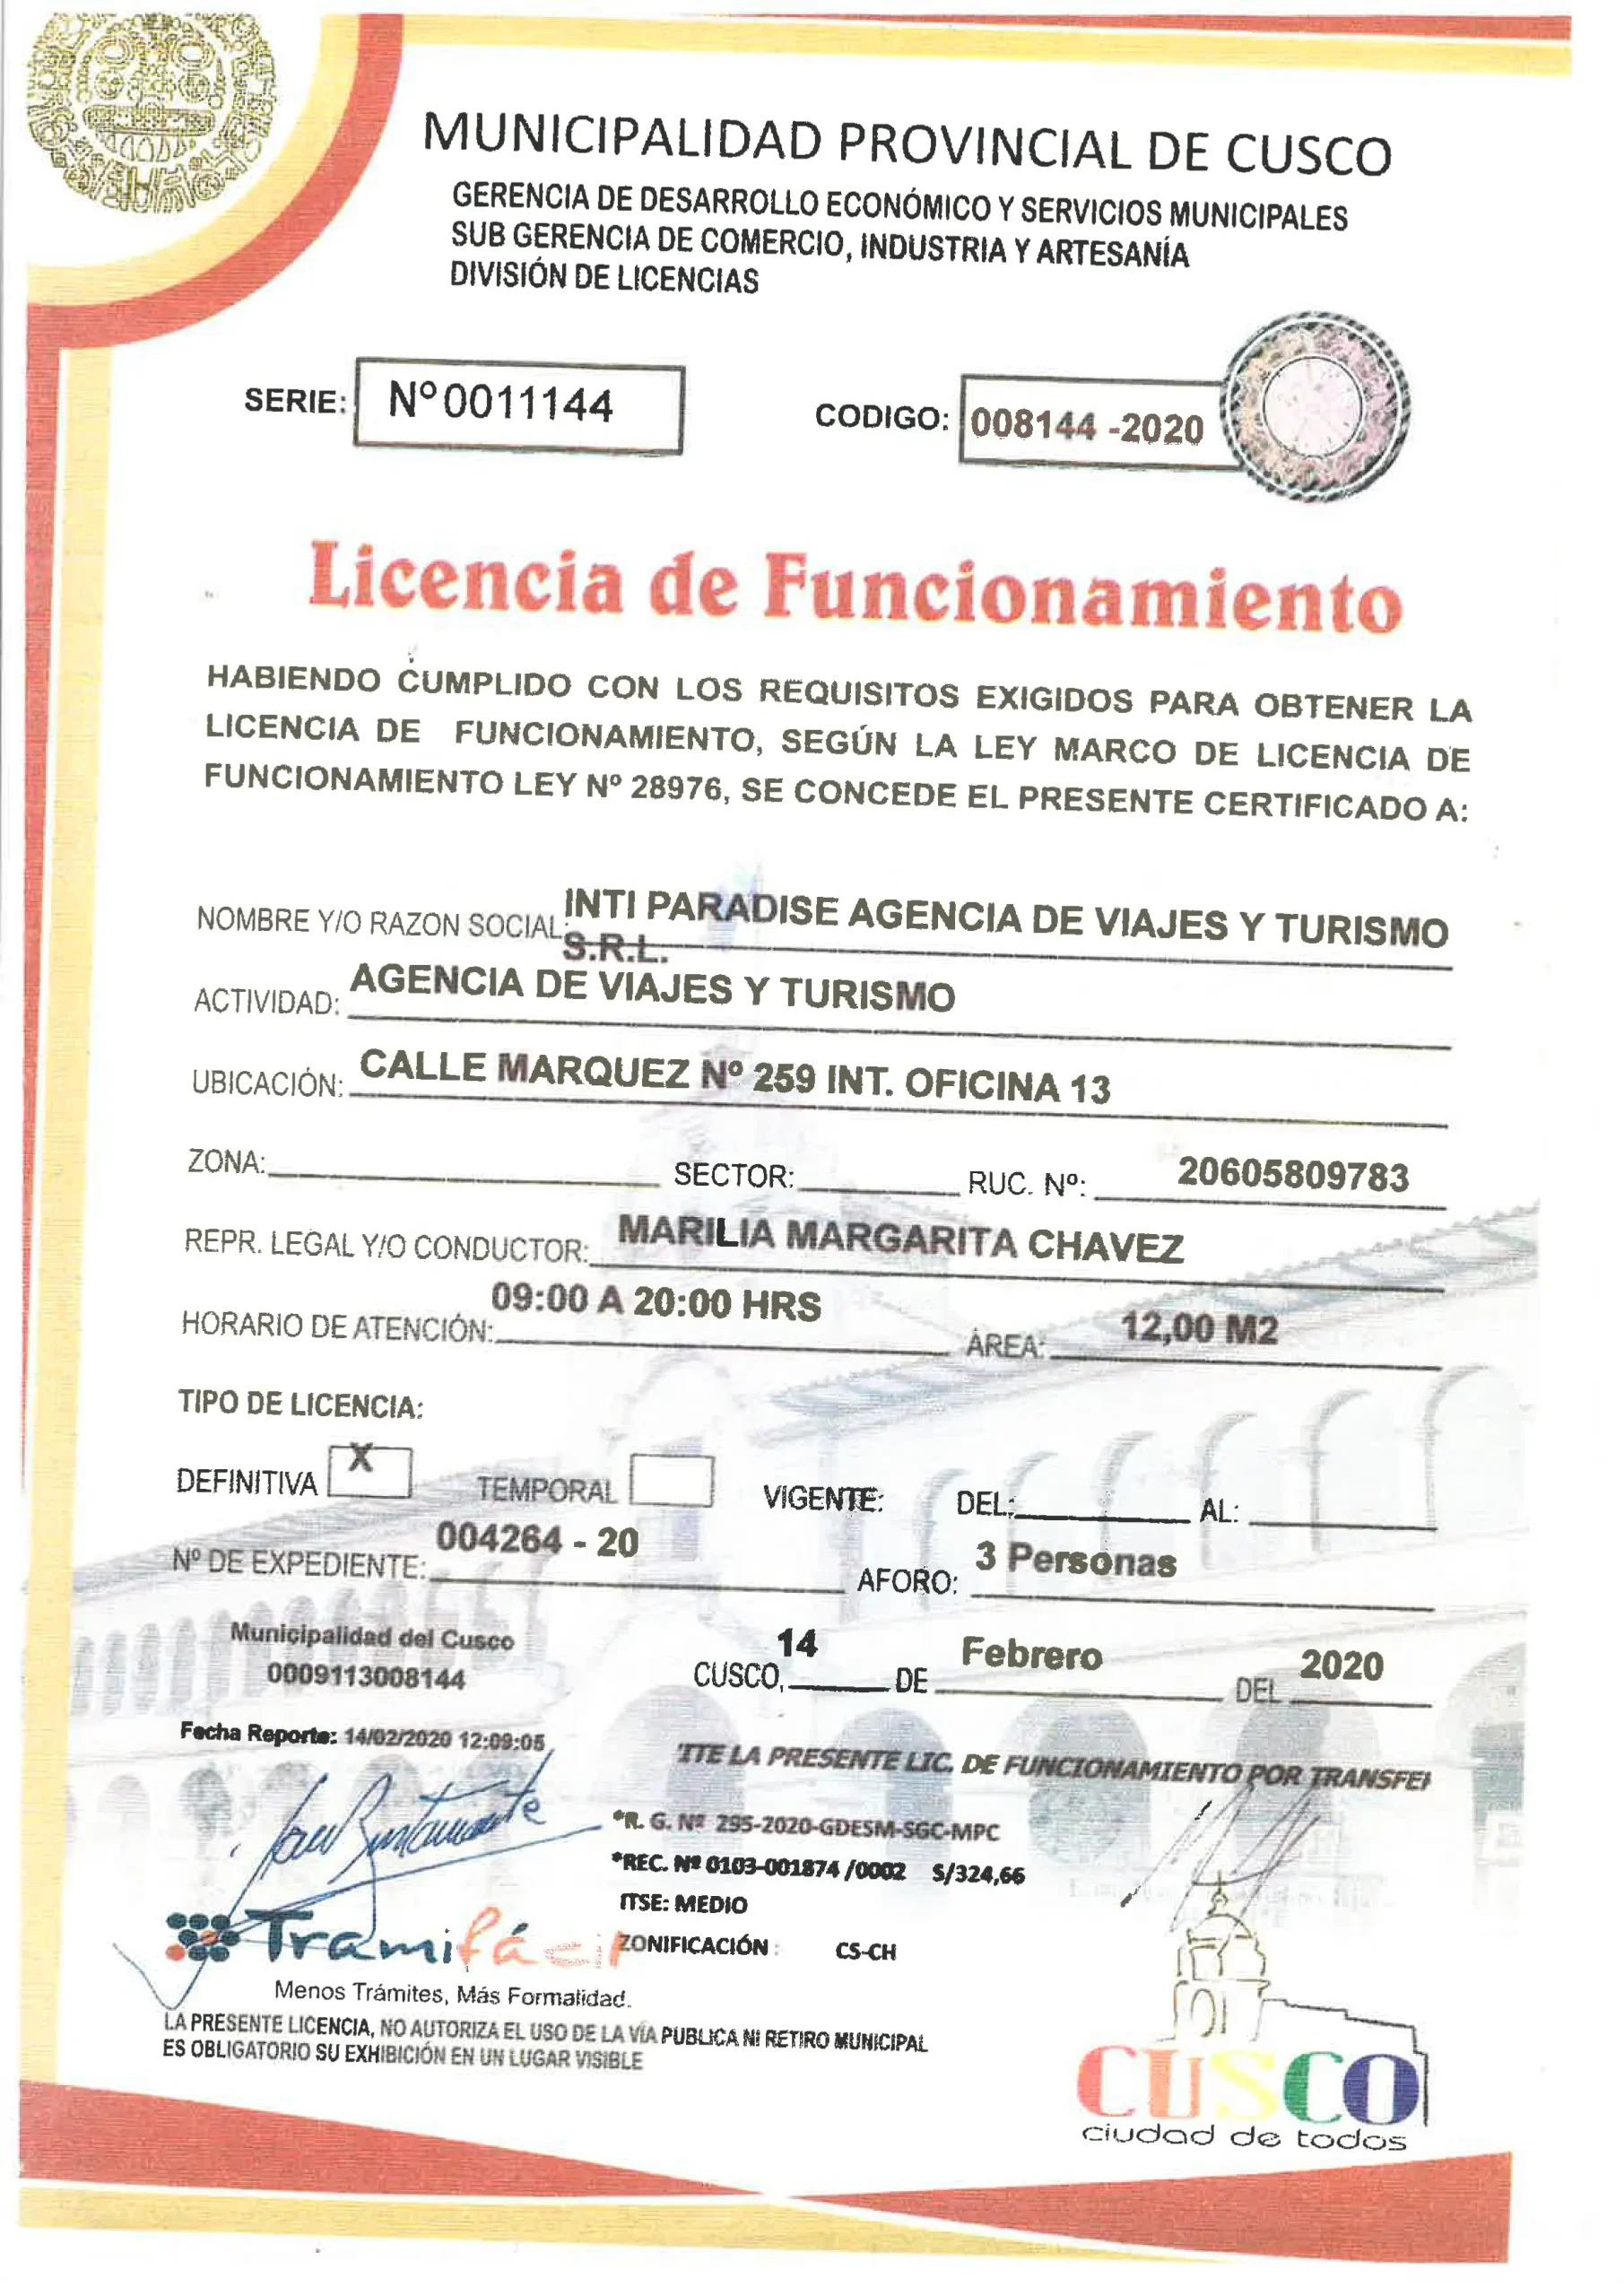 MUNICIPALIDAD PROVINCIAL DE CUSCO
GERENCIA DE DESARROLLO ECONÓMICO Y SERVICIOS MUNICIPALES
SUB GERENCIA DE COMERCIO, INDUSTRIA Y ARTESANÍA
DIVISIÓN DE LICENCIAS
SERIE: Nº0011144 CODIGO: 008144 -2020
Licencia de Funcionamiento
HABIENDO CUMPLIDO CON LOS REQUISITOS EXIGIDOS PARA OBTENER LA
LICENCIA DE FUNCIONAMIENTO, SEGÚN LA LEY MARCO DE LICENCIA DE
FUNCIONAMIENTO LEY Nº 28976, SE CONCEDE EL PRESENTE CERTIFICADO A:
NOMBRE Y/O RAZON SOCIAL: INTI PARADISE AGENCIA DE VIAJES Y TURISMO
S.R.L.
ACTIVIDAD: AGENCIA DE VIAJES Y TURISMO
UBICACIÓN: CALLE MARQUEZ Nº 259 INT. OFICINA 13
ZONA: SECTOR: RUC. Nº: 20605809783
REPR. LEGAL Y/O CONDUCTOR: MARILIA MARGARITA CHAVEZ
HORARIO DE ATENCIÓN: 09:00 A 20:00 HRS ÁREA: 12,00 M2
TIPO DE LICENCIA:
DEFINITIVA X TEMPORAL VIGENTE: DEL: AL:
Nº DE EXPEDIENTE: 004264 - 20 AFORO: 3 Personas
Municipalidad del Cusco
0009113008144
CUSCO, 14 DE Febrero DEL 2020
Fecha Reporte: 14/02/2020 12:09:05
TTE LA PRESENTE LIC. DE FUNCIONAMIENTO POR TRANSFE
*R. G. Nº 295-2020-GDESM-SGC-MPC
*REC. Nº 0103-001874 /0002 S/324,66
ITSE: MEDIO
ZONIFICACIÓN : CS-CH
Tramifácil
Menos Trámites, Más Formalidad.
LA PRESENTE LICENCIA, NO AUTORIZA EL USO DE LA VÍA PUBLICA NI RETIRO MUNICIPAL
ES OBLIGATORIO SU EXHIBICIÓN EN UN LUGAR VISIBLE
CUSCO
ciudad de todos